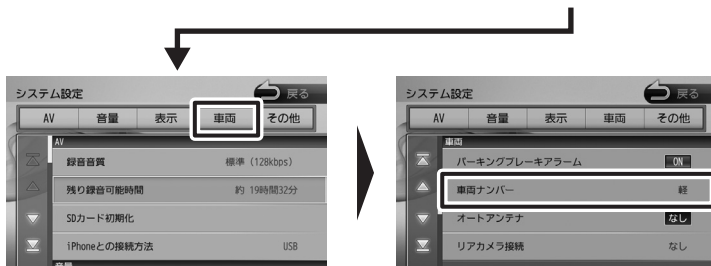 システム設定
戻る
AV 音量 表示 車両 その他
AV
録音音質 標準（128kbps）
残り録音可能時間 約 19時間32分
SDカード初期化
iPhoneとの接続方法 USB
音量
システム設定
戻る
AV 音量 表示 車両 その他
車両
パーキングブレーキアラーム ON
車両ナンバー 軽
オートアンテナ なし
リアカメラ接続 なし